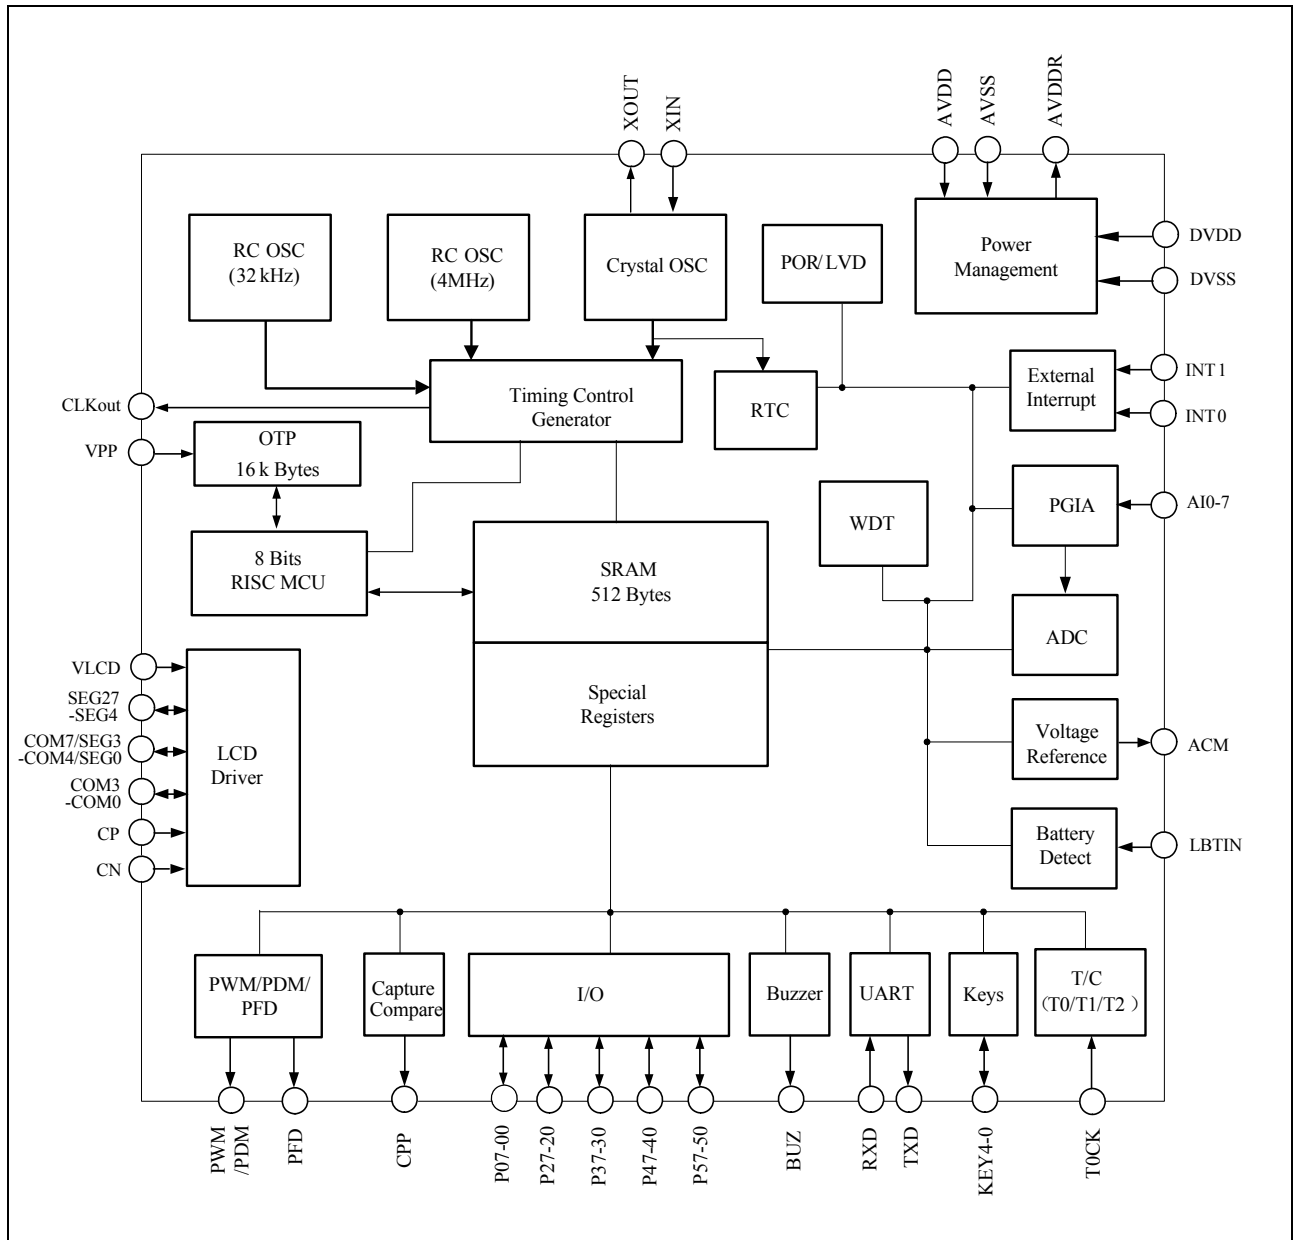 XOUT
XIN
AVDD
AVSS
AVDDR
RC OSC
(32 kHz)
RC OSC
(4MHz)
Crystal OSC
POR/LVD
Power
Management
DVDD
DVSS
Timing Control
Generator
RTC
External
Interrupt
INT1
INT0
CLKout
VPP
OTP
16 k Bytes
WDT
PGIA
AI0-7
8 Bits
RISC MCU
SRAM
512 Bytes
ADC
VLCD
SEG27
-SEG4
COM7/SEG3
-COM4/SEG0
COM3
-COM0
CP
CN
LCD
Driver
Special
Registers
Voltage
Reference
ACM
Battery
Detect
LBTIN
PWM/PDM/
PFD
Capture
Compare
I/O
Buzzer
UART
Keys
T/C
(T0/T1/T2 )
PWM
/PDM
PFD
CPP
P07-00
P27-20
P37-30
P47-40
P57-50
BUZ
RXD
TXD
KEY4-0
T0CK